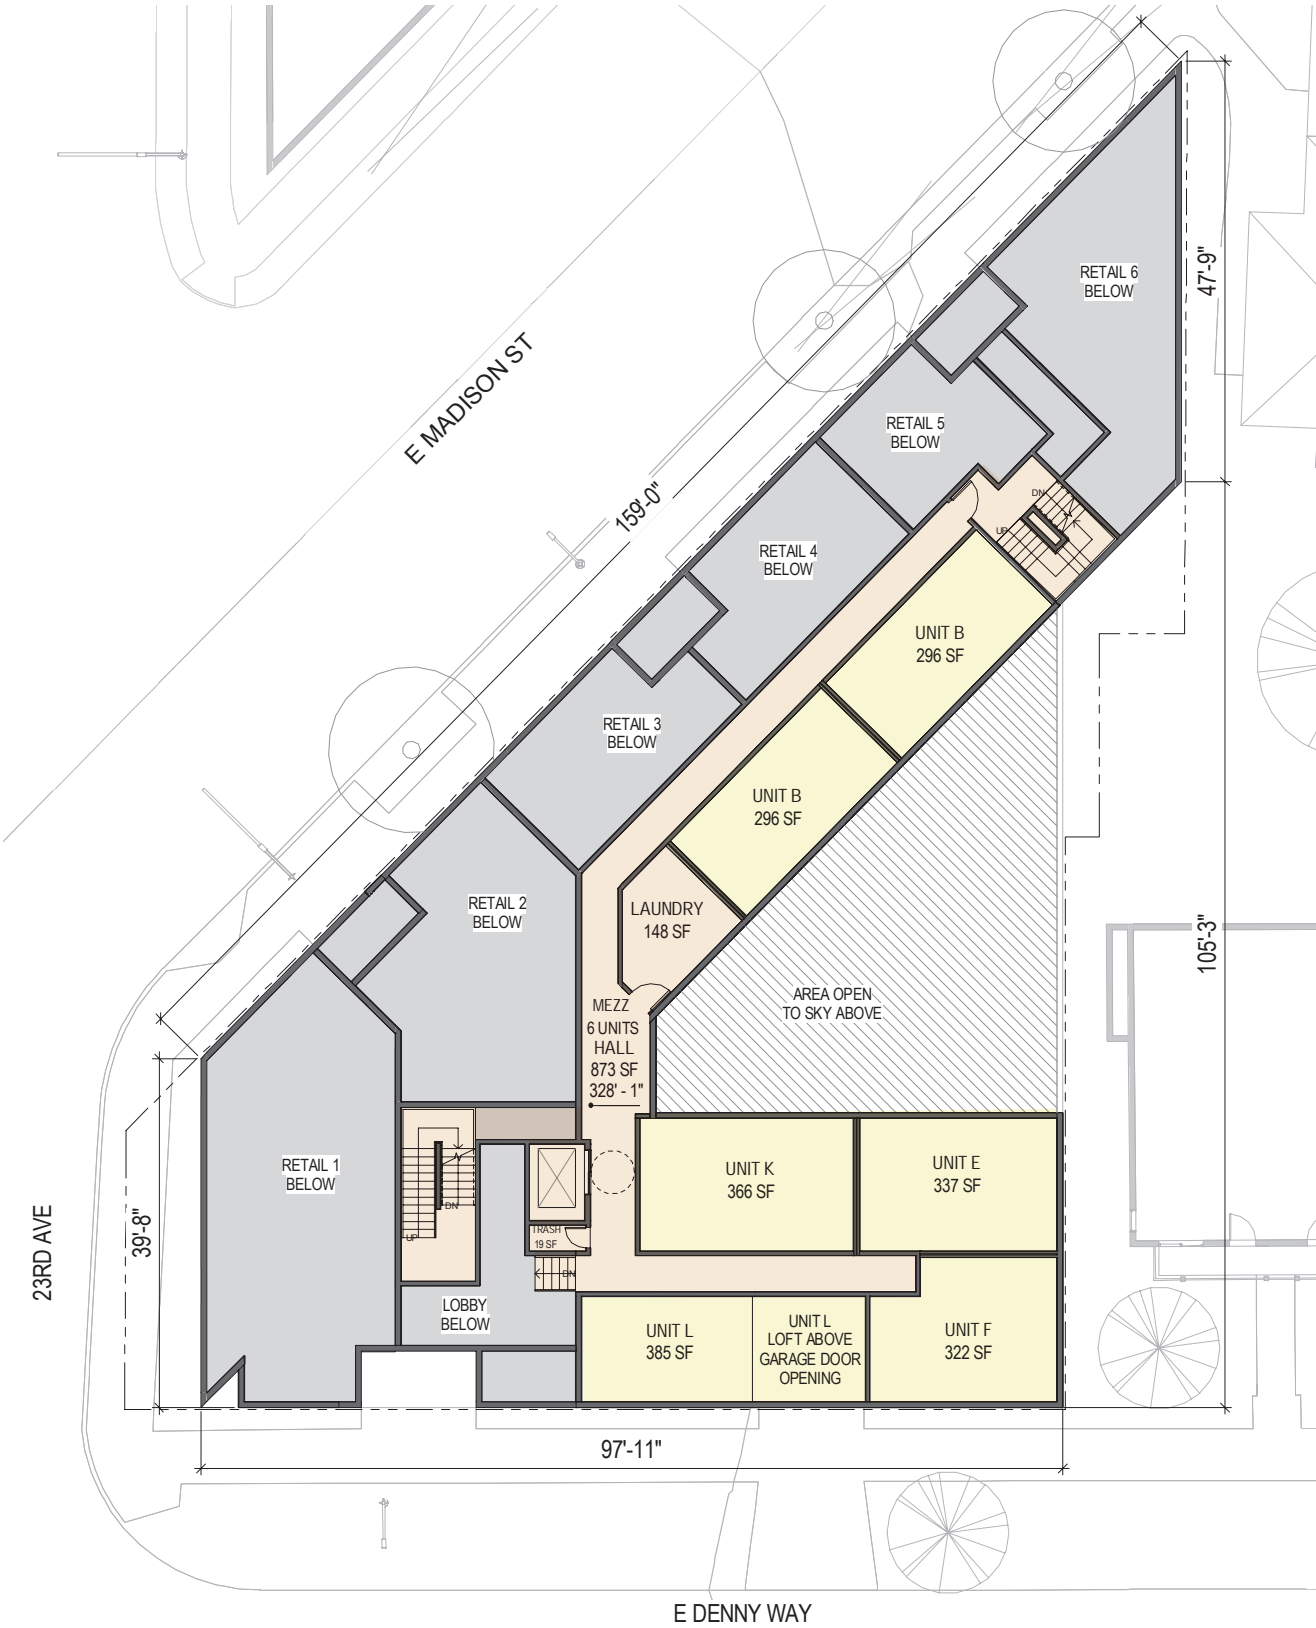 E MADISON ST
159'-0"
47'-9"
RETAIL 6
BELOW
RETAIL 5
BELOW
DN
UP
RETAIL 4
BELOW
UNIT B
296 SF
RETAIL 3
BELOW
UNIT B
296 SF
RETAIL 2
BELOW
LAUNDRY
148 SF
105'-3"
AREA OPEN
TO SKY ABOVE
MEZZ
6 UNITS
HALL
873 SF
328' - 1"
RETAIL 1
BELOW
UNIT K
366 SF
UNIT E
337 SF
DN
UP
TRASH
19 SF
DN
39'-8"
23RD AVE
LOBBY
BELOW
UNIT L
385 SF
UNIT L
LOFT ABOVE
GARAGE DOOR
OPENING
UNIT F
322 SF
97'-11"
E DENNY WAY